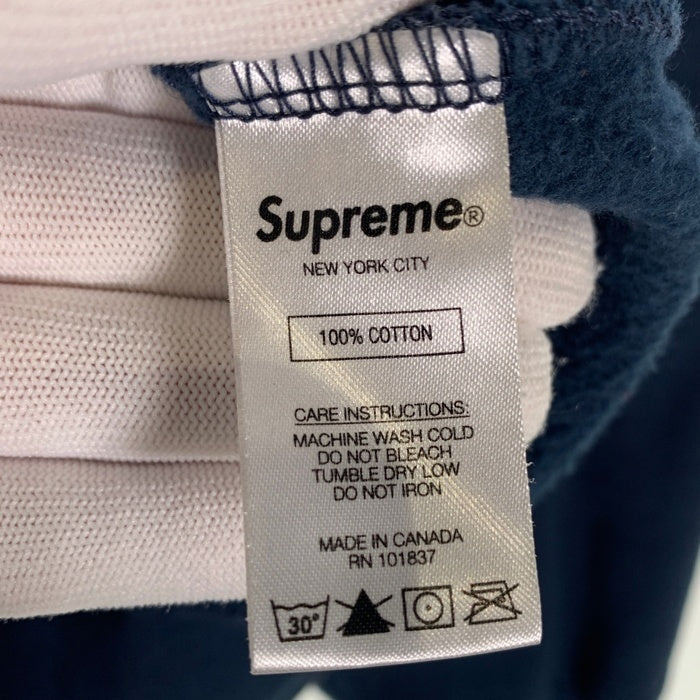 Supreme®
NEW YORK CITY
100% COTTON
CARE INSTRUCTIONS:
MACHINE WASH COLD
DO NOT BLEACH
TUMBLE DRY LOW
DO NOT IRON
MADE IN CANADA
RN 101837
30°